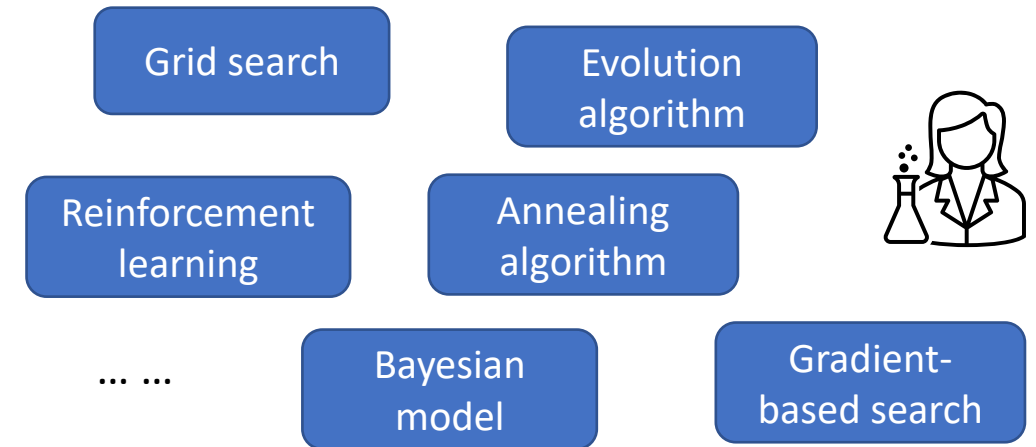 Grid search
Evolution
algorithm
Reinforcement
learning
Annealing
algorithm
... ...
Bayesian
model
Gradient-
based search